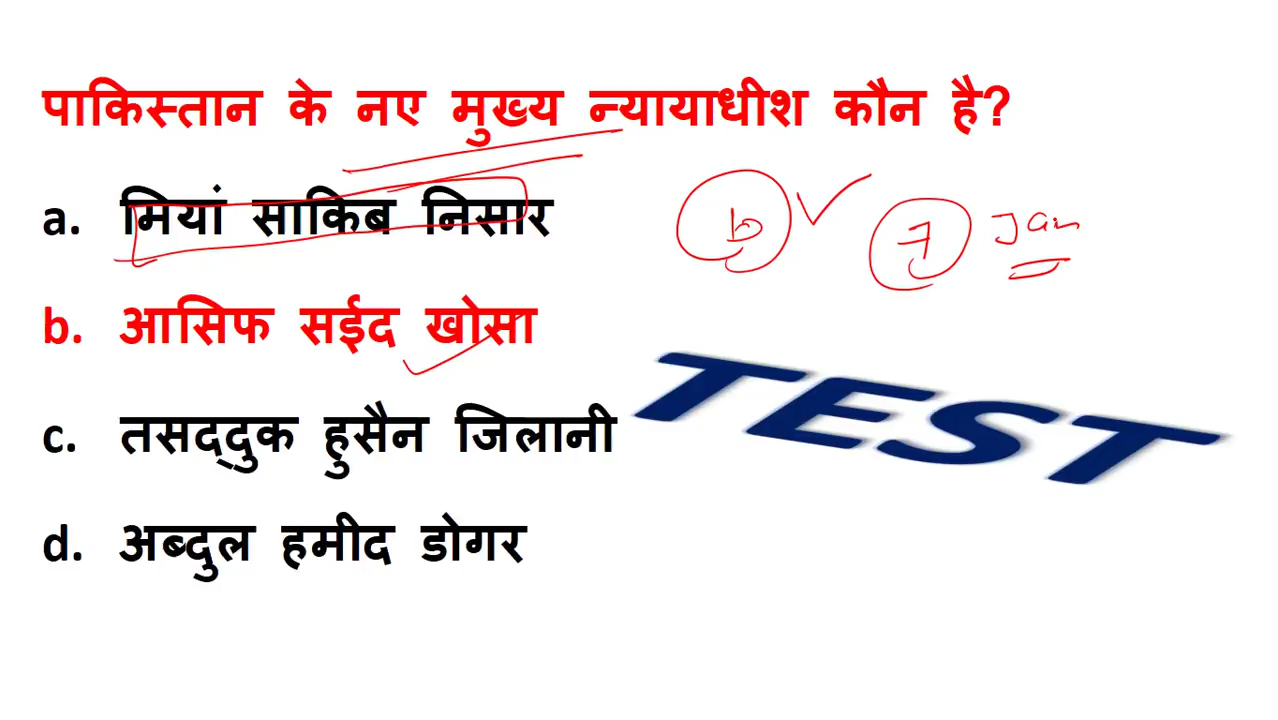 पाकिस्तान के नए मुख्य न्यायाधीश कौन है?
a. मियां साकिब निसार
b. आसिफ सईद खोसा
c. तसद्दुक हुसैन जिलानी
d. अब्दुल हमीद डोगर
b 7 Jan
TEST